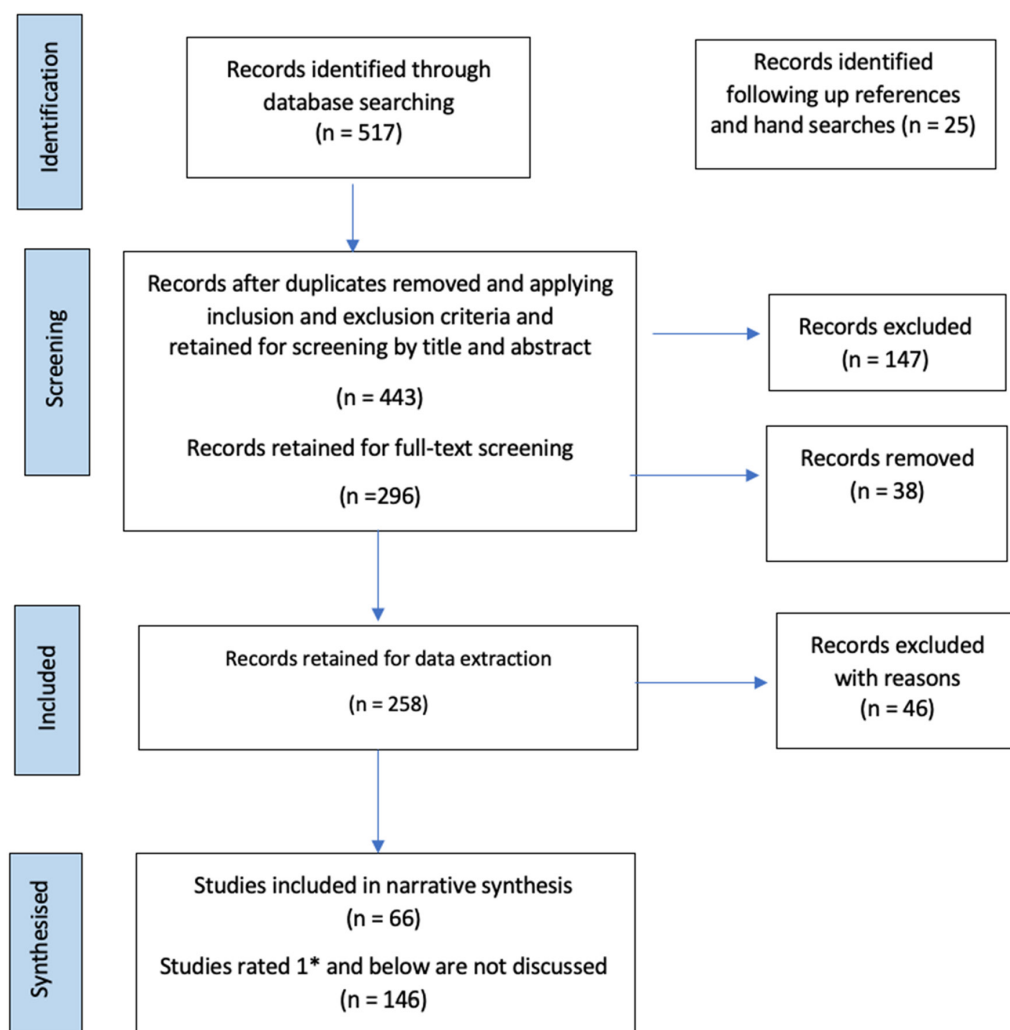 Identification
Records identified through
database searching
(n = 517)
Records identified
following up references
and hand searches (n = 25)
Screening
Records after duplicates removed and applying
inclusion and exclusion criteria and
retained for screening by title and abstract
(n = 443)
Records retained for full-text screening
(n =296)
Records excluded
(n = 147)
Records removed
(n = 38)
Included
Records retained for data extraction
(n = 258)
Records excluded
with reasons
(n = 46)
Synthesised
Studies included in narrative synthesis
(n = 66)
Studies rated 1* and below are not discussed
(n = 146)